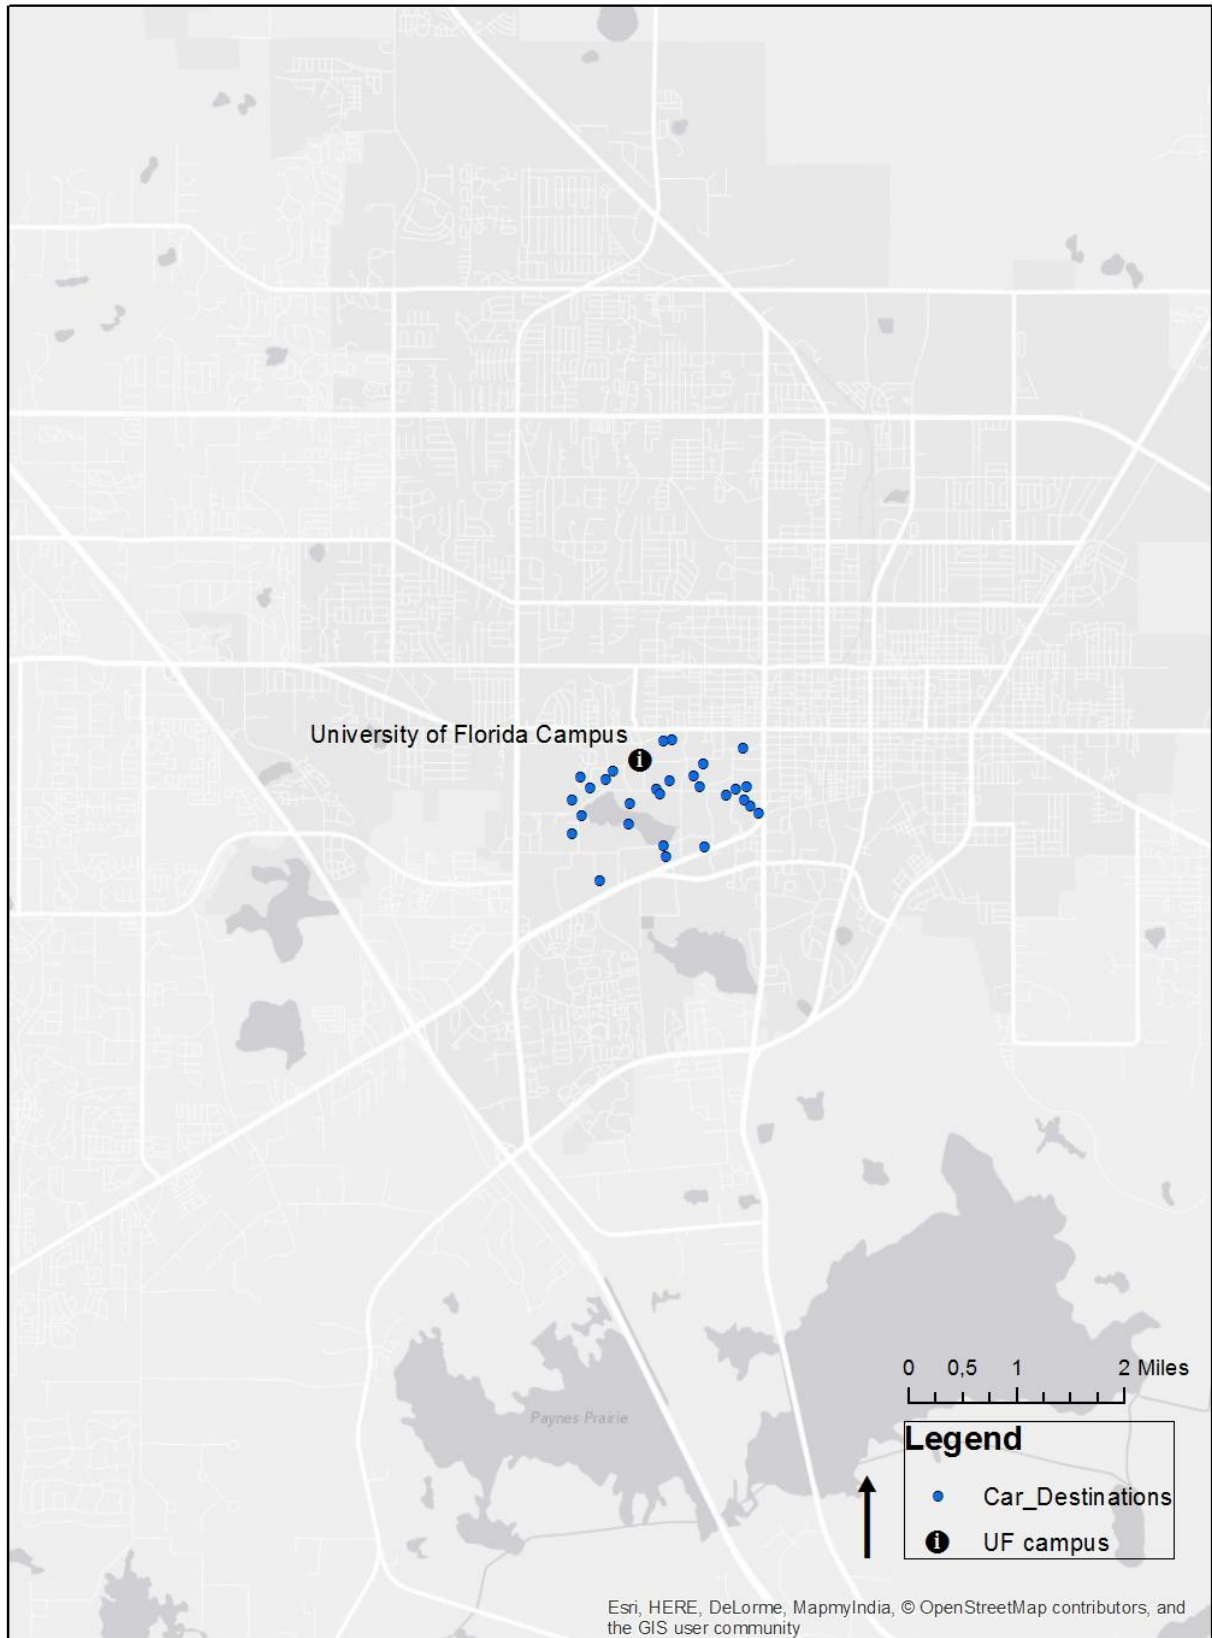 University of Florida Campus
0 0,5 1 2 Miles
Paynes Prairie
Legend
Car_Destinations
UF campus
Esri, HERE, DeLorme, MapmyIndia, © OpenStreetMap contributors, and
the GIS user community